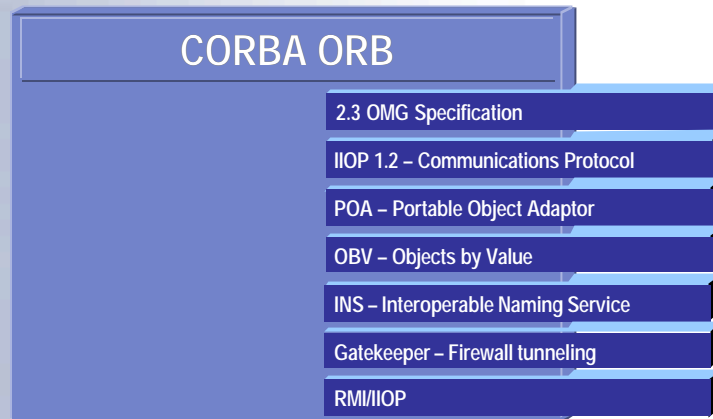 CORBA ORB
2.3 OMG Specification
IIOP 1.2 – Communications Protocol
POA – Portable Object Adaptor
OBV – Objects by Value
INS – Interoperable Naming Service
Gatekeeper – Firewall tunneling
RMI/IIOP